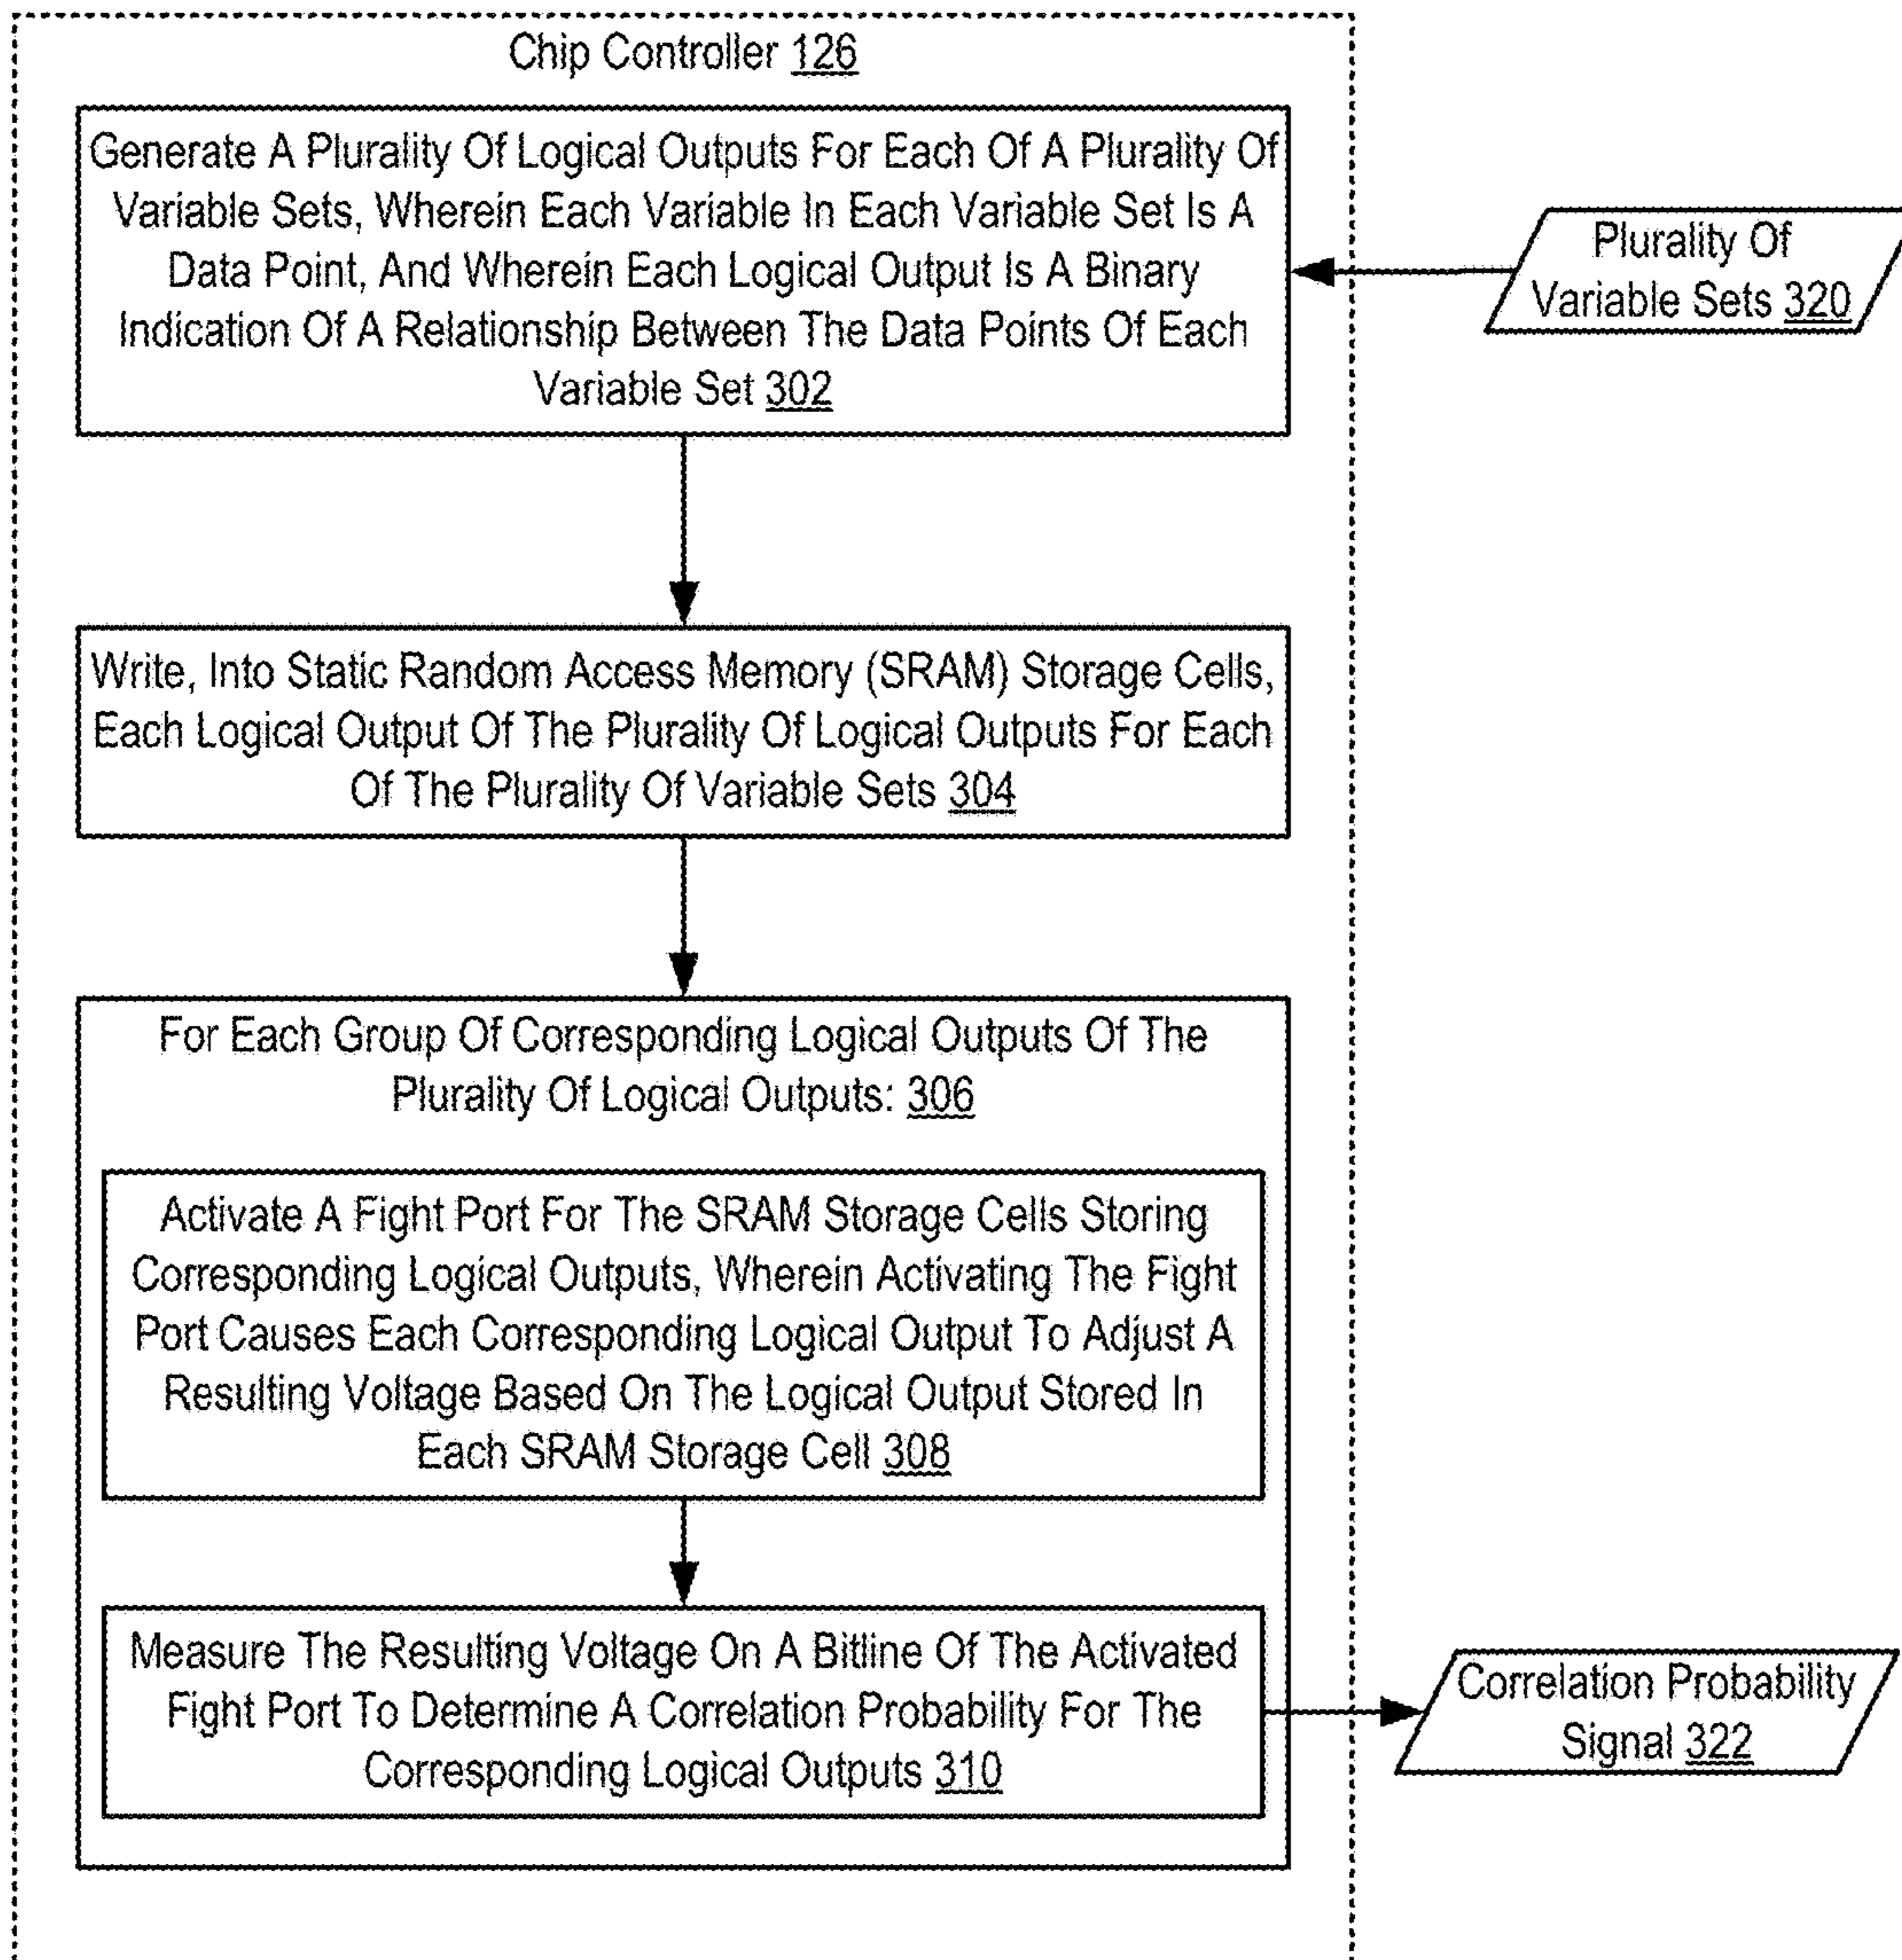 Chip Controller 126
Generate A Plurality Of Logical Outputs For Each Of A Plurality Of
Variable Sets, Wherein Each Variable In Each Variable Set Is A
Data Point, And Wherein Each Logical Output Is A Binary
Indication Of A Relationship Between The Data Points Of Each
Variable Set 302
Plurality Of
Variable Sets 320
Write, Into Static Random Access Memory (SRAM) Storage Cells,
Each Logical Output Of The Plurality Of Logical Outputs For Each
Of The Plurality Of Variable Sets 304
For Each Group Of Corresponding Logical Outputs Of The
Plurality Of Logical Outputs: 306
Activate A Fight Port For The SRAM Storage Cells Storing
Corresponding Logical Outputs, Wherein Activating The Fight
Port Causes Each Corresponding Logical Output To Adjust A
Resulting Voltage Based On The Logical Output Stored In
Each SRAM Storage Cell 308
Measure The Resulting Voltage On A Bitline Of The Activated
Fight Port To Determine A Correlation Probability For The
Corresponding Logical Outputs 310
Correlation Probability
Signal 322